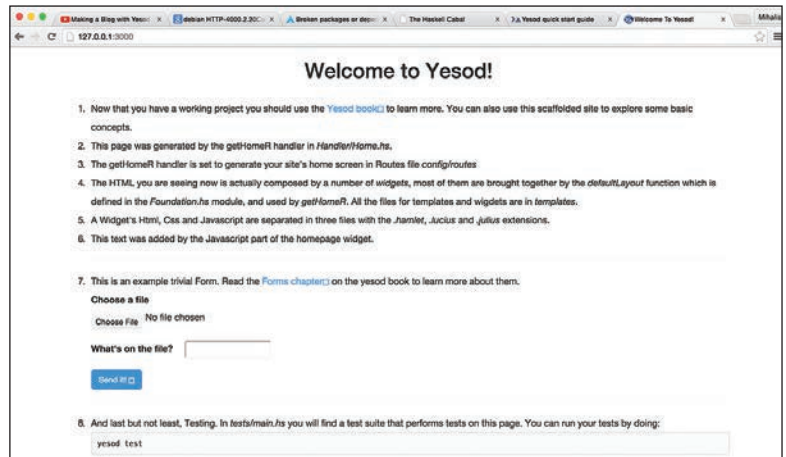 Making a Blog with Yesod
debian HTTP-4000.2.20
Broken packages or depen
The Haskell Cabal
Yesod quick start guide
Welcome To Yesod!
Mihalis
127.0.0.1:3000
Welcome to Yesod!
1. Now that you have a working project you should use the Yesod book to learn more. You can also use this scaffolded site to explore some basic
concepts.
2. This page was generated by the getHomeR handler in Handler/Home.hs.
3. The getHomeR handler is set to generate your site's home screen in Routes file config/routes
4. The HTML you are seeing now is actually composed by a number of widgets, most of them are brought together by the defaultLayout function which is
defined in the Foundation.hs module, and used by getHomeR. All the files for templates and wigdets are in templates.
5. A Widget's Html, Css and Javascript are separated in three files with the .hamlet, .lucius and .julius extensions.
6. This text was added by the Javascript part of the homepage widget.
7. This is an example trivial Form. Read the Forms chapter on the yesod book to learn more about them.
Choose a file
Choose File No file chosen
What's on the file?
Send it!
8. And last but not least, Testing. In tests/main.hs you will find a test suite that performs tests on this page. You can run your tests by doing:
yesod test